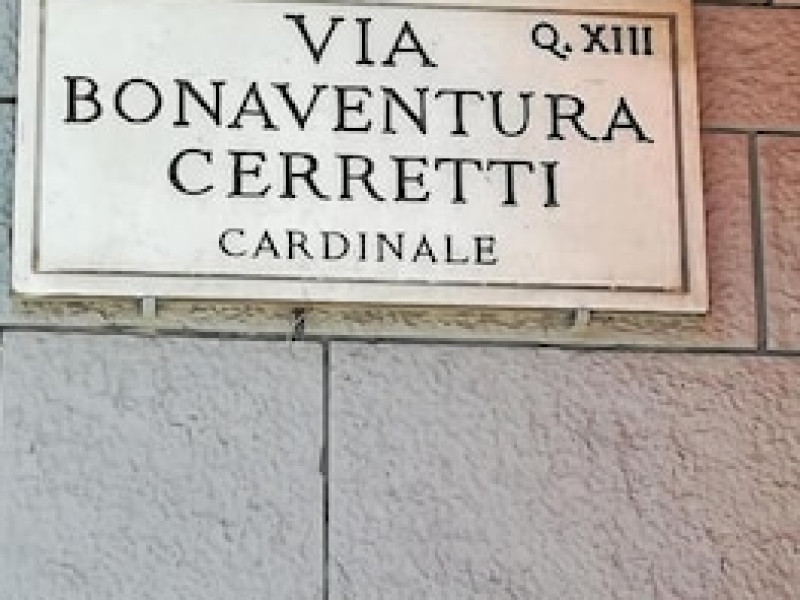 VIA Q. XIII
BONAVENTURA
CERRETTI
CARDINALE